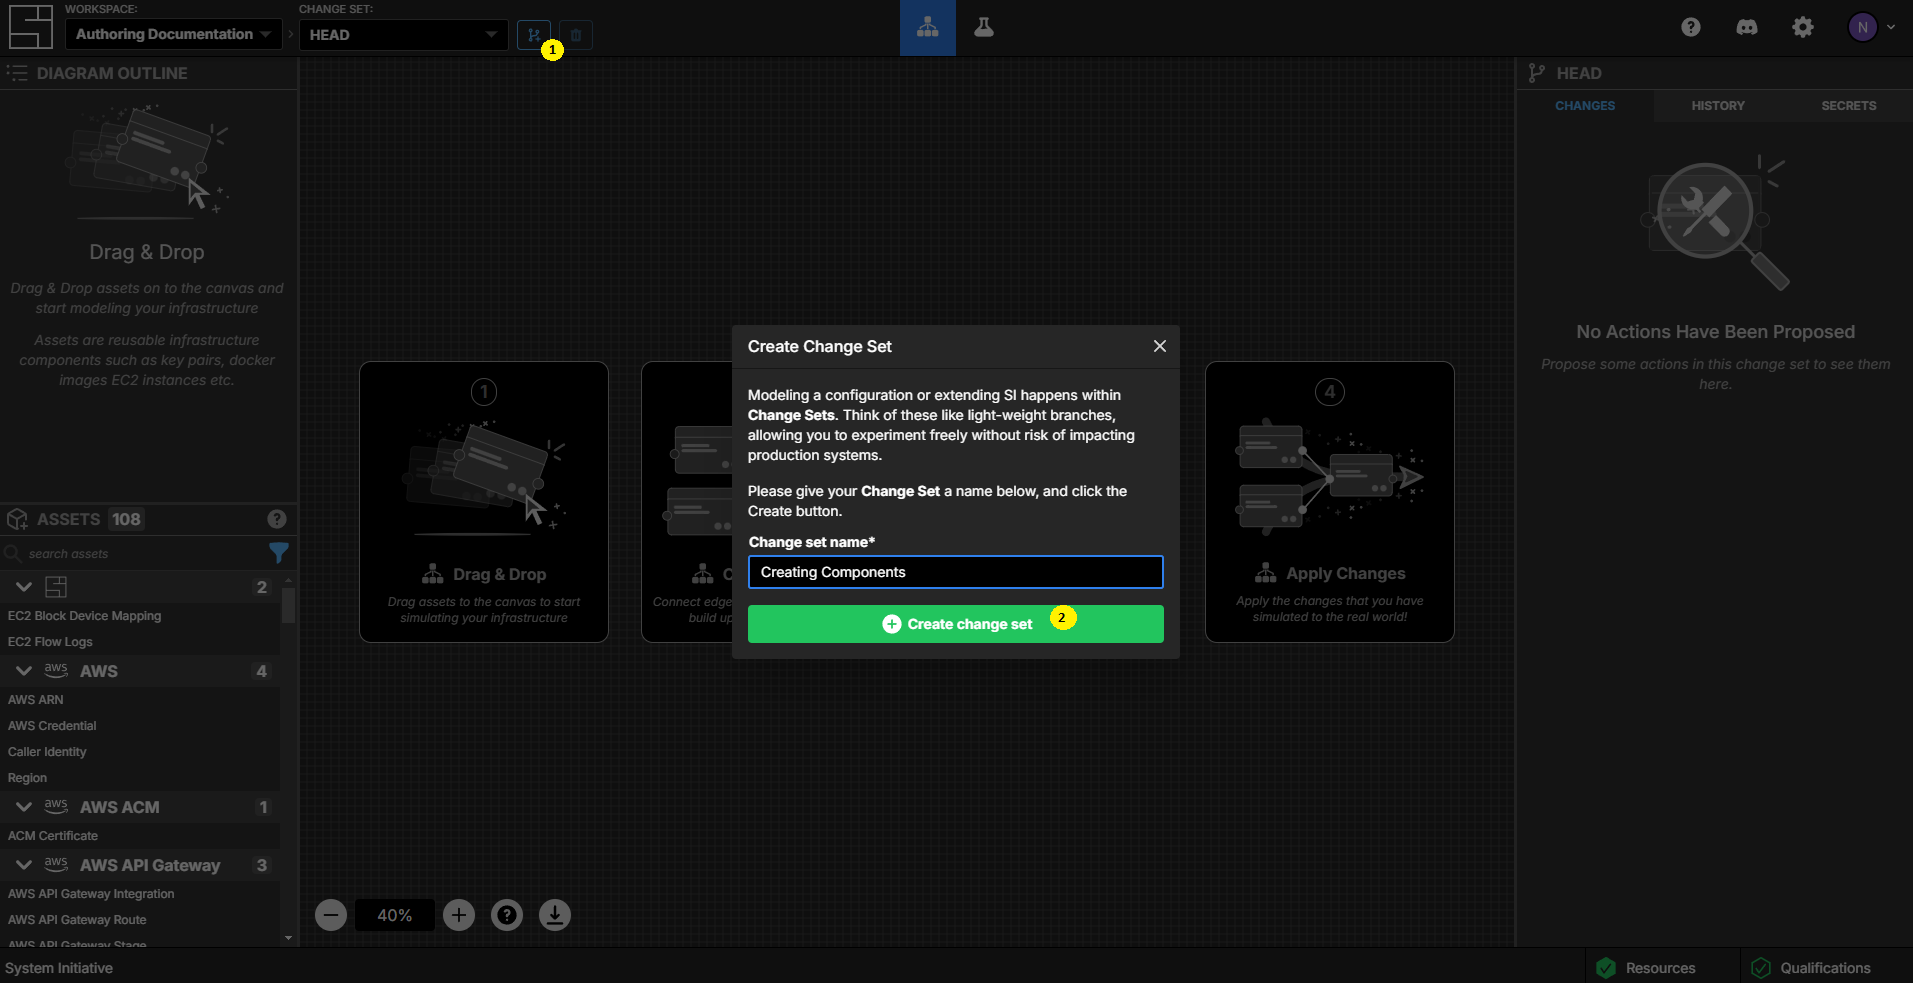 WORKSPACE:
Authoring Documentation
CHANGE SET:
HEAD
1
N
DIAGRAM OUTLINE
Drag & Drop
Drag & Drop assets on to the canvas and
start modeling your infrastructure
Assets are reusable infrastructure
components such as key pairs, docker
images EC2 instances etc.
ASSETS 108
search assets
2
EC2 Block Device Mapping
EC2 Flow Logs
aws AWS 4
AWS ARN
AWS Credential
Caller Identity
Region
aws AWS ACM 1
ACM Certificate
aws AWS API Gateway 3
AWS API Gateway Integration
AWS API Gateway Route
AWS API Gateway Stage
1
Drag & Drop
Drag assets to the canvas to start
simulating your infrastructure
C
Connect edge
build up
Create Change Set
Modeling a configuration or extending SI happens within
Change Sets. Think of these like light-weight branches,
allowing you to experiment freely without risk of impacting
production systems.
Please give your Change Set a name below, and click the
Create button.
Change set name*
Creating Components
Create change set
2
4
Apply Changes
Apply the changes that you have
simulated to the real world!
40%
HEAD
CHANGES
HISTORY
SECRETS
No Actions Have Been Proposed
Propose some actions in this change set to see them
here.
System Initiative
Resources
Qualifications